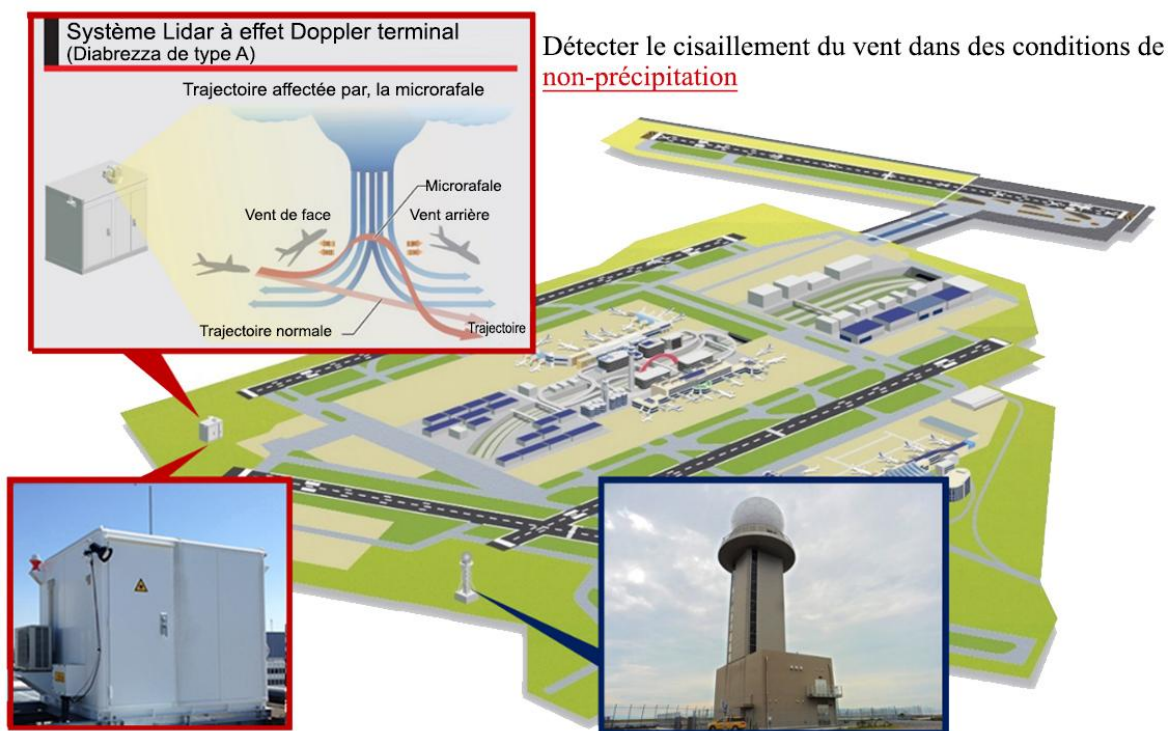 Système Lidar à effet Doppler terminal
(Diabrezza de type A)
Détecter le cisaillement du vent dans des conditions de
non-précipitation
Trajectoire affectée par, la microrafale
Microrafale
Vent de face
Vent arrière
Trajectoire normale
Trajectoire